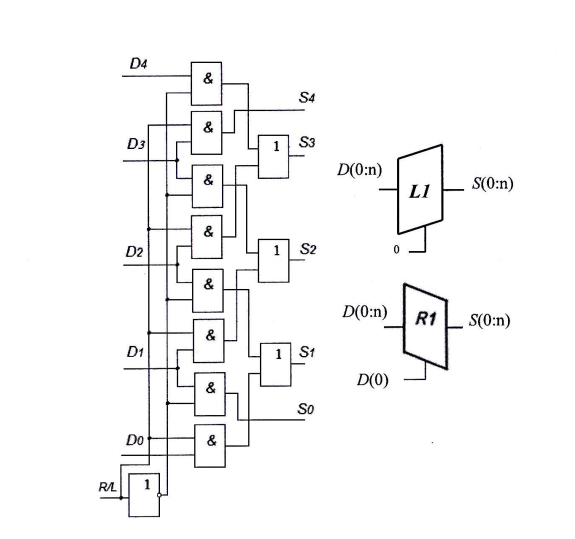 D4
&
S4
&
D3
1
S3
&
D(0:n)
L1
S(0:n)
&
0
D2
1
S2
&
D(0:n)
R1
S(0:n)
&
D1
1
S1
D(0)
&
S0
D0
&
R/L
1